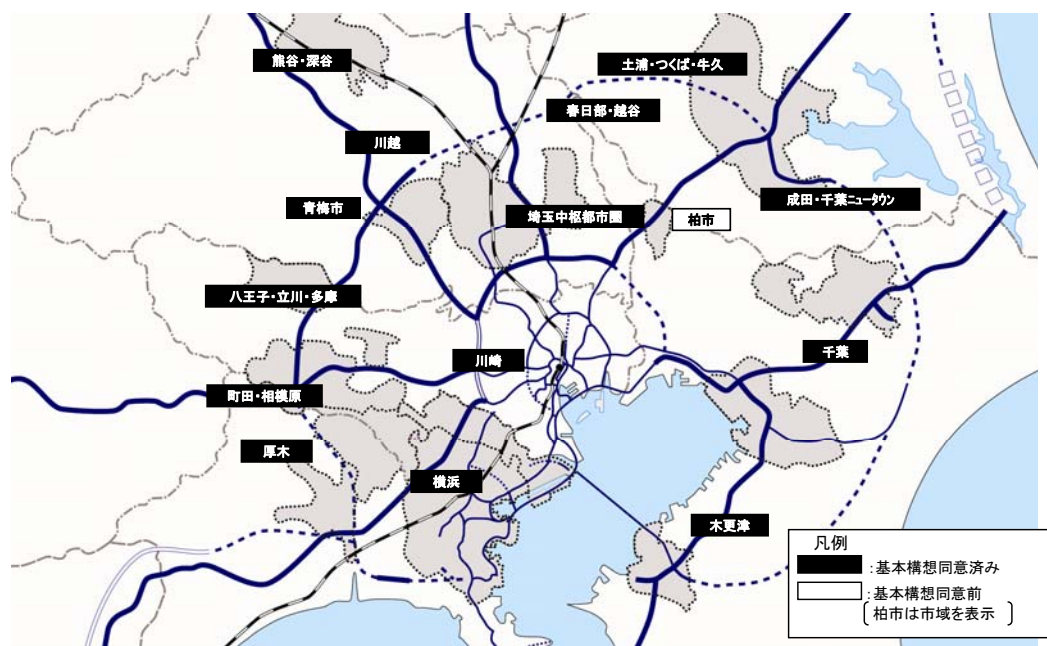 熊谷・深谷
土浦・つくば・牛久
春日部・越谷
川越
青梅市
埼玉中枢都市圏
柏市
成田・千葉ニュータウン
八王子・立川・多摩
川崎
千葉
町田・相模原
厚木
横浜
木更津
凡例
:基本構想同意済み
:基本構想同意前
柏市は市域を表示